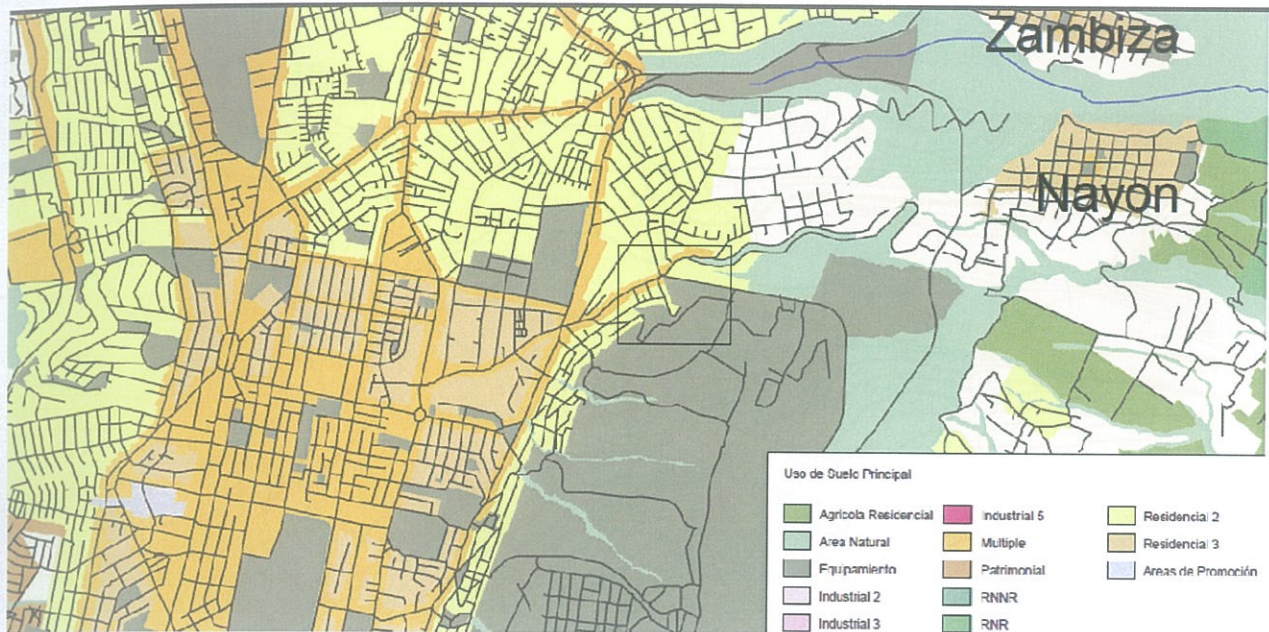 Zambiza
Nayon
Uso de Suelo Principal
Agricola Residencial
Area Natural
Equipamiento
Industrial 2
Industrial 3
Industrial 5
Multiple
Patrimonial
RNNR
RNR
Residencial 2
Residencial 3
Areas de Promoción